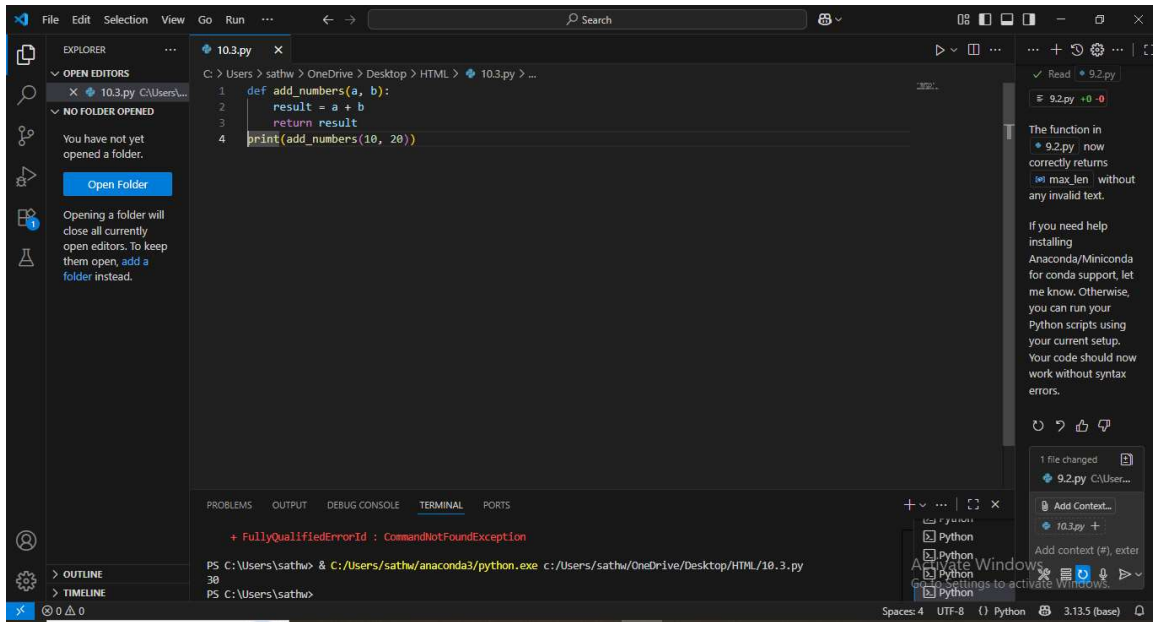 File Edit Selection View Go Run ··· Search
EXPLORER ···
OPEN EDITORS
10.3.py C:\Users\...
NO FOLDER OPENED
You have not yet
opened a folder.
Open Folder
Opening a folder will
close all currently
open editors. To keep
them open, add a
folder instead.
OUTLINE
TIMELINE
10.3.py
C: > Users > sathw > OneDrive > Desktop > HTML > 10.3.py > ...
1 def add_numbers(a, b):
2 result = a + b
3 return result
4 print(add_numbers(10, 20))
PROBLEMS OUTPUT DEBUG CONSOLE TERMINAL PORTS
+ FullyQualifiedErrorId : CommandNotFoundException
PS C:\Users\sathw> & C:/Users/sathw/anaconda3/python.exe c:/Users/sathw/OneDrive/Desktop/HTML/10.3.py
30
PS C:\Users\sathw>
Python
Python
Python
Python
Python
Read 9.2.py
9.2.py +0 -0
The function in
9.2.py now
correctly returns
max_len without
any invalid text.
If you need help
installing
Anaconda/Miniconda
for conda support, let
me know. Otherwise,
you can run your
Python scripts using
your current setup.
Your code should now
work without syntax
errors.
1 file changed
9.2.py C:\User...
Add Context...
10.3.py +
Add context (#), exter
Activate Windows
Go to Settings to activate Windows.
0 0 Spaces: 4 UTF-8 {} Python 3.13.5 (base)
1